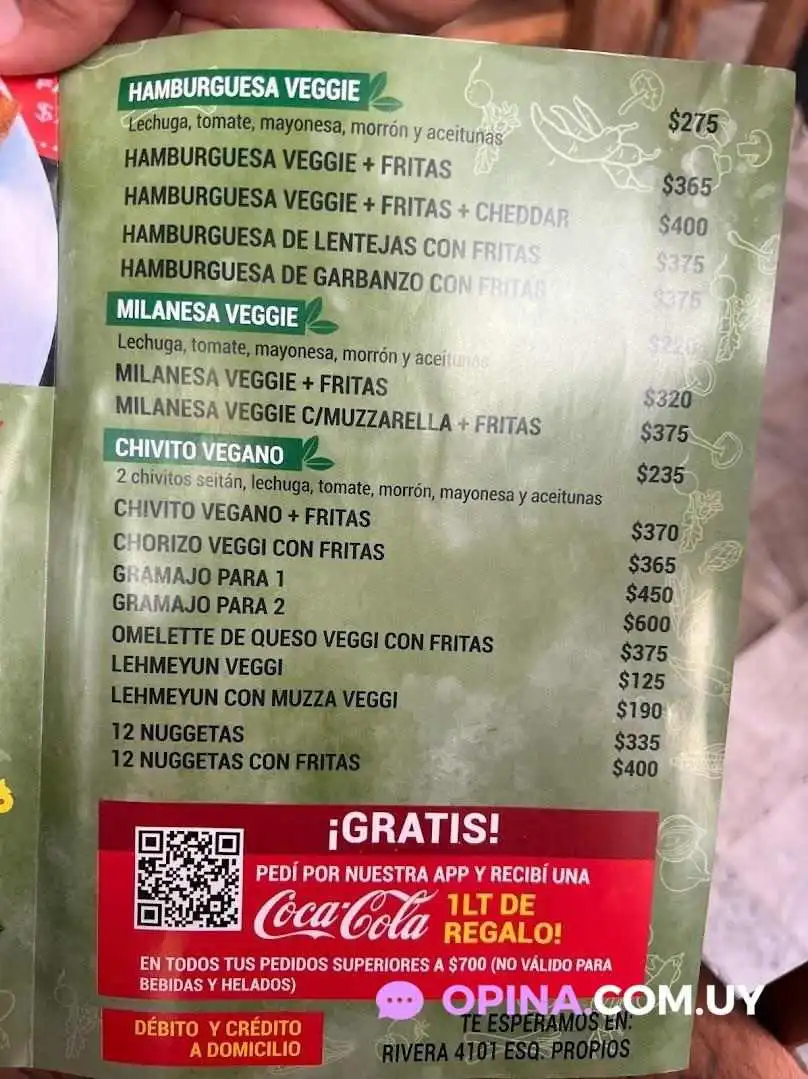 HAMBURGUESA VEGGIE $275
Lechuga, tomate, mayonesa, morrón y aceitunas
HAMBURGUESA VEGGIE + FRITAS $365
HAMBURGUESA VEGGIE + FRITAS + CHEDDAR $400
HAMBURGUESA DE LENTEJAS CON FRITAS $375
HAMBURGUESA DE GARBANZO CON FRITAS $375
MILANESA VEGGIE
Lechuga, tomate, mayonesa, morrón y aceitunas
MILANESA VEGGIE + FRITAS $320
MILANESA VEGGIE C/MUZZARELLA + FRITAS $375
CHIVITO VEGANO $235
2 chivitos seitán, lechuga, tomate, morrón, mayonesa y aceitunas
CHIVITO VEGANO + FRITAS $370
CHORIZO VEGGI CON FRITAS $365
GRAMAJO PARA 1 $450
GRAMAJO PARA 2 $600
OMELETTE DE QUESO VEGGI CON FRITAS $375
LEHMEYUN VEGGI $125
LEHMEYUN CON MUZZA VEGGI $190
12 NUGGETAS $335
12 NUGGETAS CON FRITAS $400
¡GRATIS!
PEDÍ POR NUESTRA APP Y RECIBÍ UNA
Coca-Cola 1LT DE
REGALO!
EN TODOS TUS PEDIDOS SUPERIORES A $700 (NO VÁLIDO PARA
BEBIDAS Y HELADOS)
OPINA.COM.UY
DÉBITO Y CRÉDITO
A DOMICILIO
TE ESPERAMOS EN:
RIVERA 4101 ESQ. PROPIOS